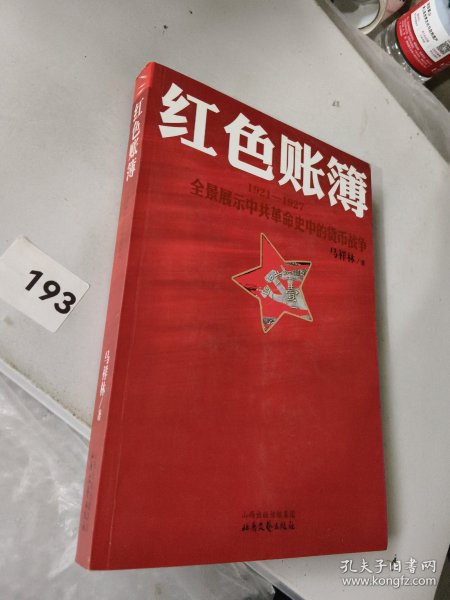 红色账簿
1921—1927
全景展示中共革命史中的货币战争
马祥林/著
山西出版传媒集团
北岳文艺出版社
红色账簿
马祥林/著
193
孔夫子旧书网
www.kongfz.com